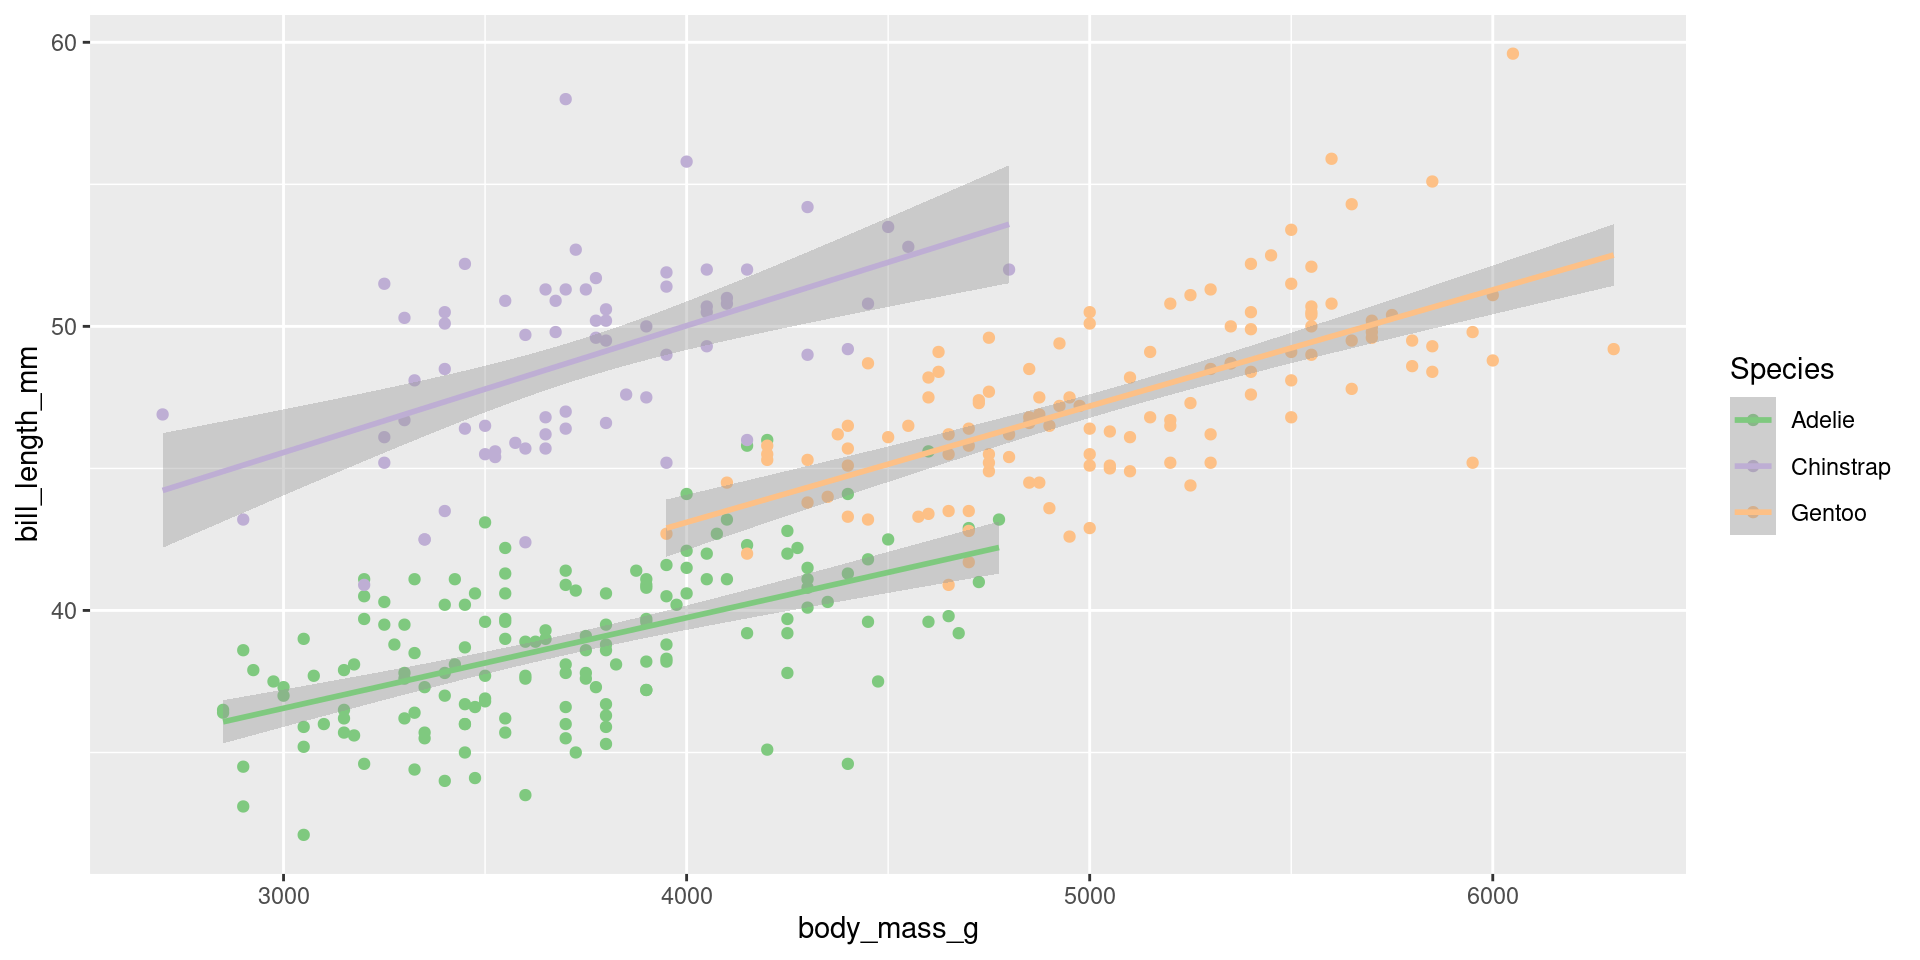 60
50
40
bill_length_mm
3000
4000
5000
6000
body_mass_g
Species
Adelie
Chinstrap
Gentoo